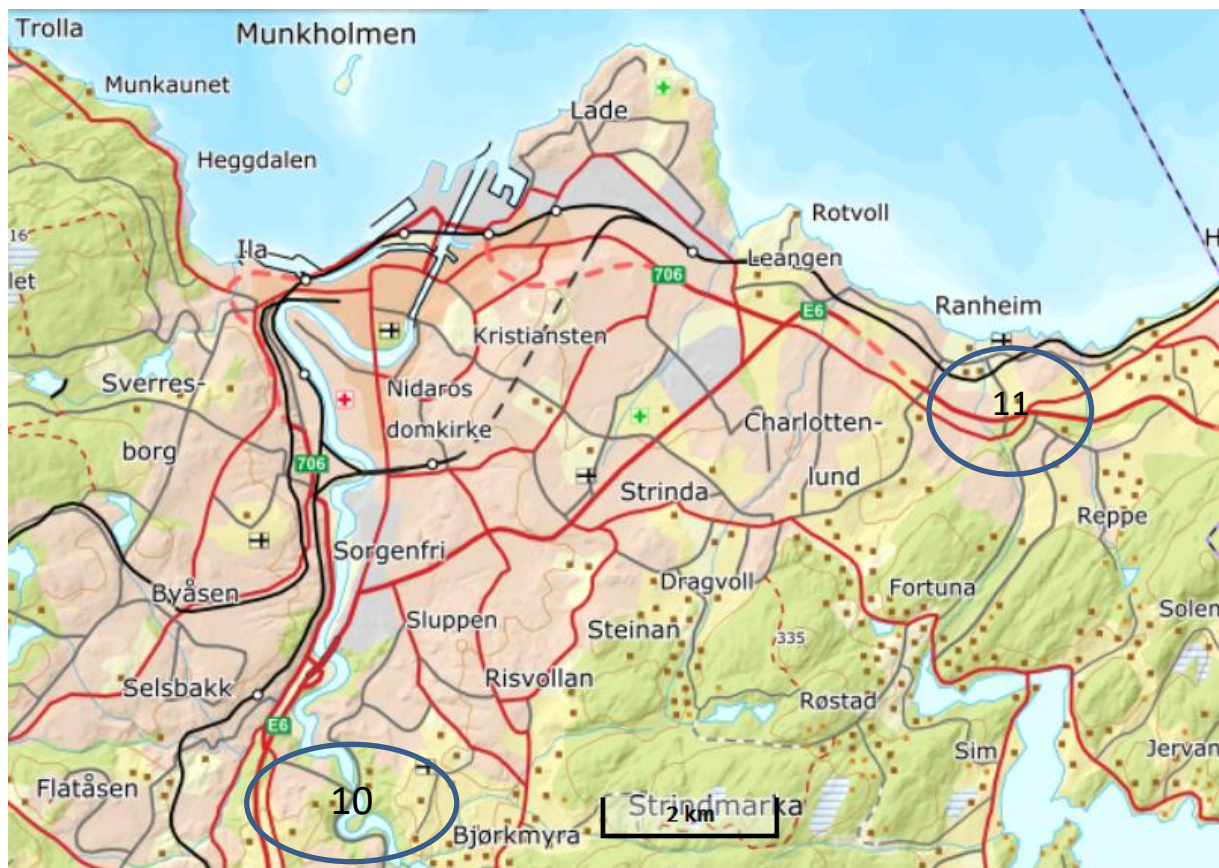 Trolla
Munkholmen
Munkaunet
Lade
Heggdalen
Rotvoll
16
Ila
H
let
706
Leangen
E6
Ranheim
Kristiansten
Sverres-
borg
Nidaros
domkirke
11
Charlotten-
lund
706
Strinda
Reppe
Sorgenfri
Byåsen
Dragvoll
Fortuna
Solen
Sluppen
Steinan
335
Selsbakk
Risvollan
Røstad
E6
Sim
Jervan
Flatåsen
10
Strindmarka
2 km
Bjørkmyra